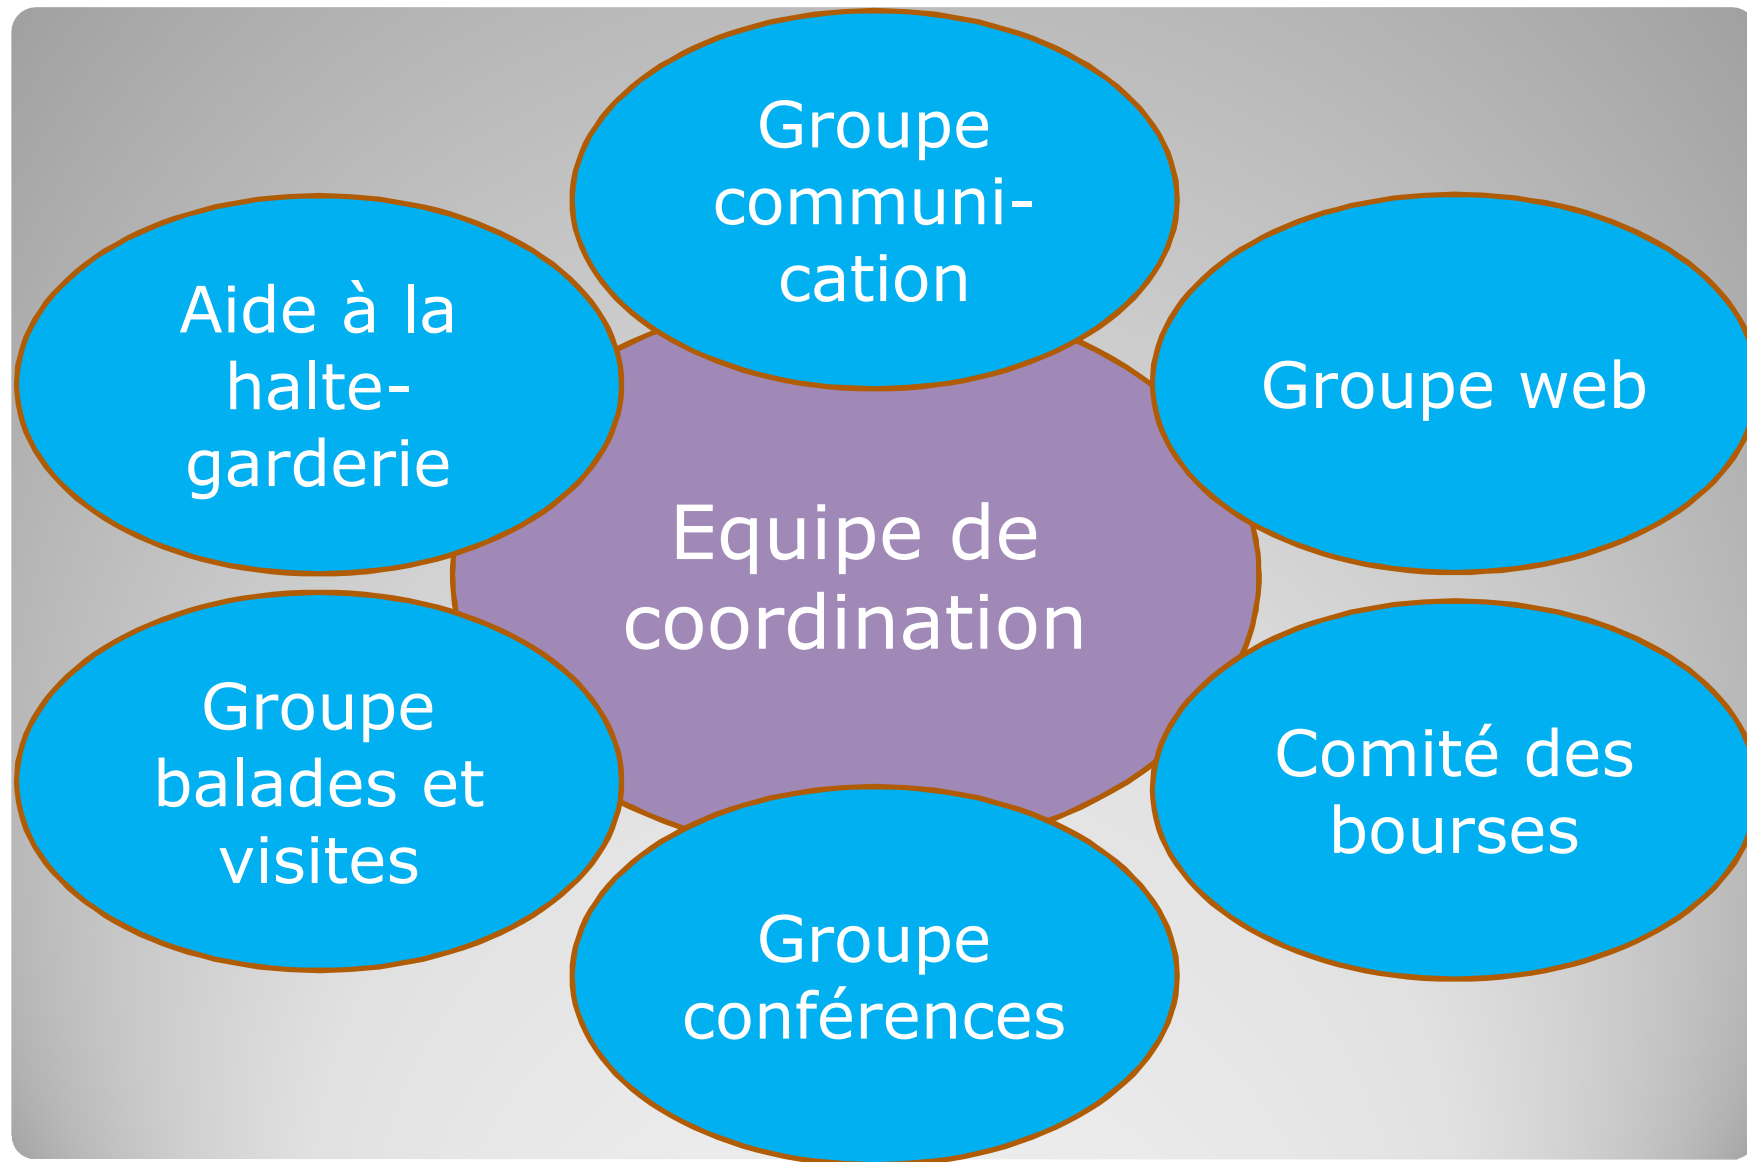 Groupe
communi-
cation
Aide à la
halte-
garderie
Groupe web
Equipe de
coordination
Groupe
balades et
visites
Comité des
bourses
Groupe
conférences